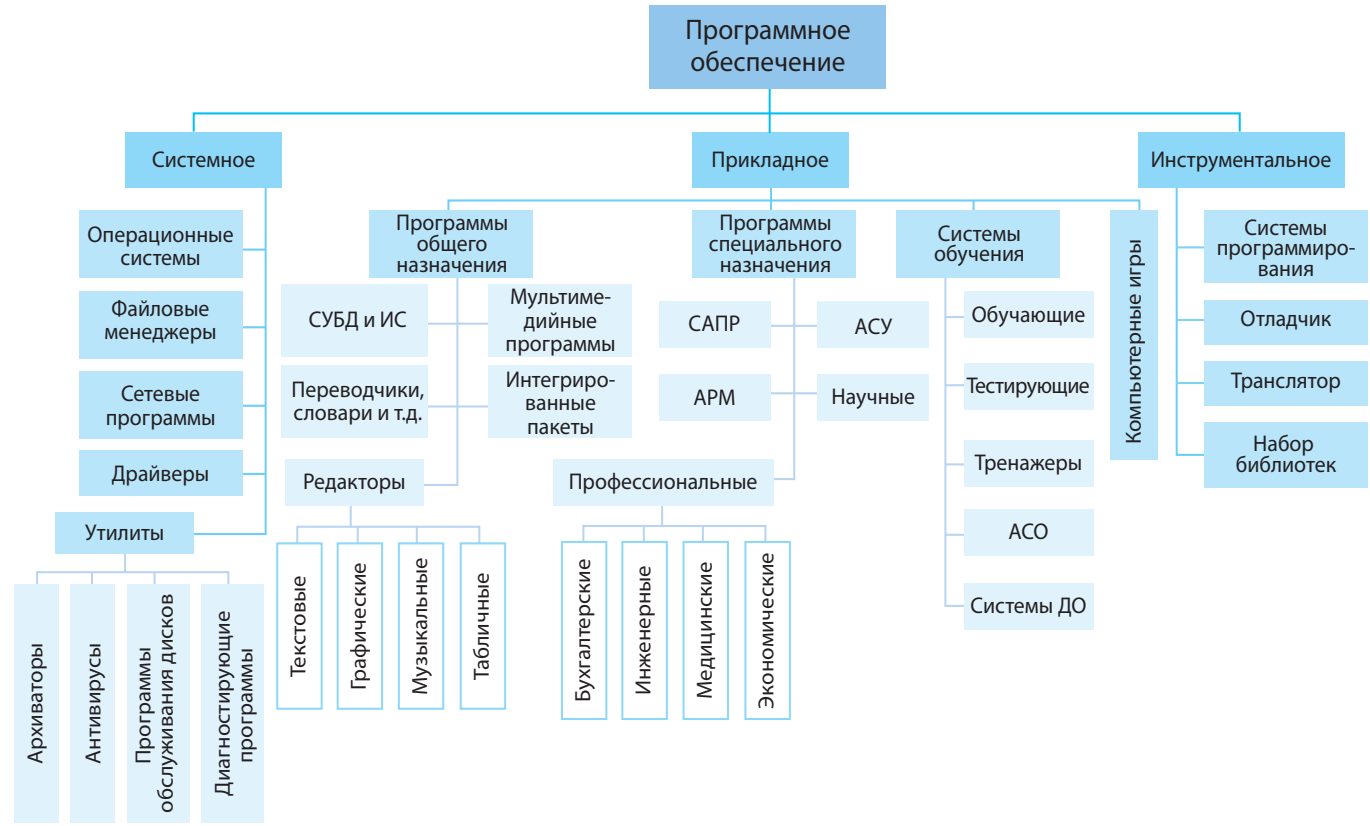 Программное
обеспечение
Системное
Прикладное
Инструментальное
Операционные
системы
Файловые
менеджеры
Сетевые
программы
Драйверы
Утилиты
Архиваторы
Антивирусы
Программы
обслуживания дисков
Диагностирующие
программы
Программы
общего
назначения
СУБД и ИС
Мультиме-
дийные
программы
Переводчики,
словари и т.д.
Интегриро-
ванные
пакеты
Редакторы
Текстовые
Графические
Музыкальные
Табличные
Программы
специального
назначения
САПР
АСУ
АРМ
Научные
Профессиональные
Бухгалтерские
Инженерные
Медицинские
Экономические
Системы
обучения
Обучающие
Тестирующие
Тренажеры
АСО
Системы ДО
Компьютерные игры
Системы
программиро-
вания
Отладчик
Транслятор
Набор
библиотек